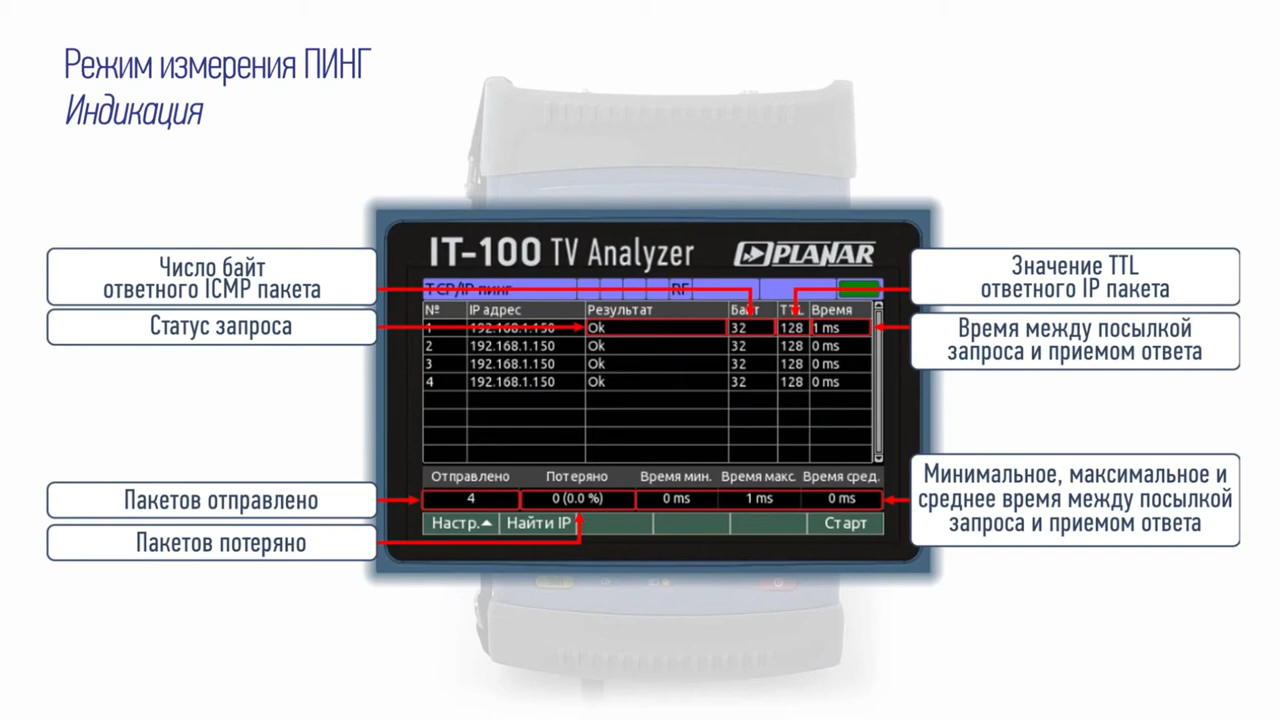 Режим измерения ПИНГ
Индикация
IT-100 TV Analyzer
PLANAR
TCP/IP пинг RF
№ IP адрес Результат Байт TTL Время
1 192.168.1.150 Ok 32 128 1 ms
2 192.168.1.150 Ok 32 128 0 ms
3 192.168.1.150 Ok 32 128 0 ms
4 192.168.1.150 Ok 32 128 0 ms
Отправлено Потеряно Время мин. Время макс. Время сред.
4 0 (0.0 %) 0 ms 1 ms 0 ms
Настр. Найти IP Старт
Число байт
ответного ICMP пакета
Статус запроса
Пакетов отправлено
Пакетов потеряно
Значение TTL
ответного IP пакета
Время между посылкой
запроса и приемом ответа
Минимальное, максимальное и
среднее время между посылкой
запроса и приемом ответа